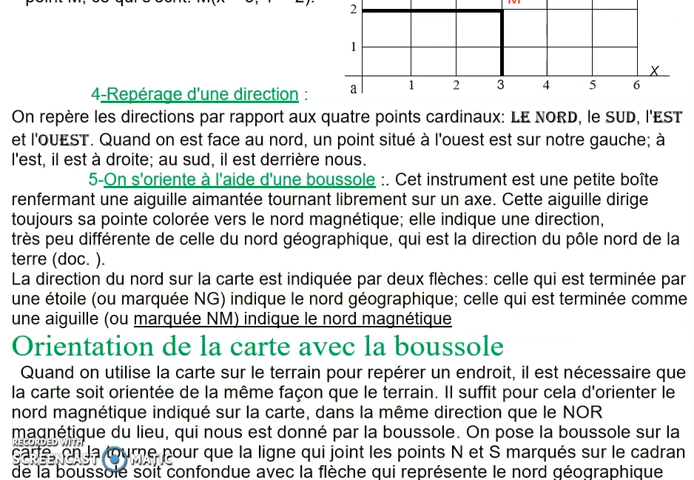 point M, ce qui s'écrit: M(x = 3, Y = 2).
M
2
1
a
1 2 3 4 5 6
X
4-Repérage d'une direction :
On repère les directions par rapport aux quatre points cardinaux: LE NORD, le SUD, l'EST
et l'OUEST. Quand on est face au nord, un point situé à l'ouest est sur notre gauche; à
l'est, il est à droite; au sud, il est derrière nous.
5-On s'oriente à l'aide d'une boussole :. Cet instrument est une petite boîte
renfermant une aiguille aimantée tournant librement sur un axe. Cette aiguille dirige
toujours sa pointe colorée vers le nord magnétique; elle indique une direction,
très peu différente de celle du nord géographique, qui est la direction du pôle nord de la
terre (doc. ).
La direction du nord sur la carte est indiquée par deux flèches: celle qui est terminée par
une étoile (ou marquée NG) indique le nord géographique; celle qui est terminée comme
une aiguille (ou marquée NM) indique le nord magnétique
Orientation de la carte avec la boussole
Quand on utilise la carte sur le terrain pour repérer un endroit, il est nécessaire que
la carte soit orientée de la même façon que le terrain. Il suffit pour cela d'orienter le
nord magnétique indiqué sur la carte, dans la même direction que le NOR
magnétique du lieu, qui nous est donné par la boussole. On pose la boussole sur la
carte, on la tourne pour que la ligne qui joint les points N et S marqués sur le cadran
de la boussole soit confondue avec la flèche qui représente le nord géographique
RECORDED WITH
SCREENCAST MATIC